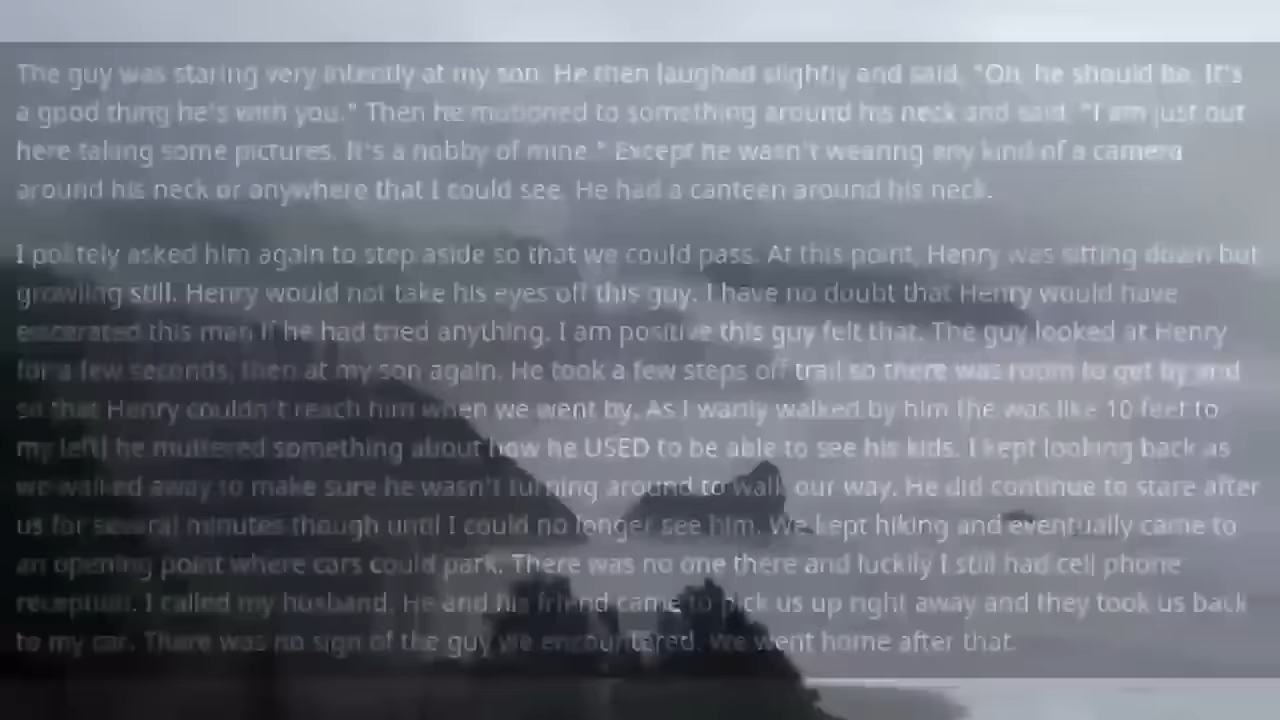 The guy was staring very intently at my son. He then laughed slightly and said, "Oh, he should be. It's
a good thing he's with you." Then he motioned to something around his neck and said, "I am just out
here taking some pictures. It's a hobby of mine." Except he wasn't wearing any kind of a camera
around his neck or anywhere that I could see. He had a canteen around his neck.
I politely asked him again to step aside so that we could pass. At this point, Henry was sitting down but
growling still. Henry would not take his eyes off this guy. I have no doubt that Henry would have
this man if he had tried anything. I am positive this guy felt that. The guy looked at Henry
for a few seconds, then at my son again. He took a few steps off trail so there was room to get by and
so that Henry couldn't reach him when we went by. As I warily walked by him (he was like 10 feet to
my left) he muttered something about how he USED to be able to see his kids. I kept looking back as
we walked away to make sure he wasn't turning around to walk our way. He did continue to stare after
us for several minutes though until I could no longer see him. We kept hiking and eventually came to
an opening point where cars could park. There was no one there and luckily I still had cell phone
reception. I called my husband. He and his friend came to pick us up right away and they took us back
to my car. There was no sign of the guy we encountered. We went home after that.